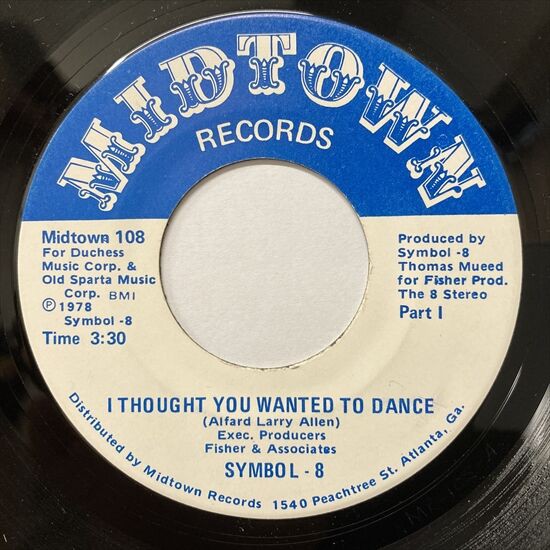 MIDTOWN
RECORDS
Midtown 108
For Duchess
Music Corp. &
Old Sparta Music
Corp. BMI
Ⓟ1978
Symbol -8
Time 3:30
Produced by
Symbol -8
Thomas Mueed
for Fisher Prod.
The 8 Stereo
Part I
I THOUGHT YOU WANTED TO DANCE
(Alfard Larry Allen)
Exec. Producers
Fisher & Associates
SYMBOL - 8
Distributed by Midtown Records 1540 Peachtree St. Atlanta, Ga.